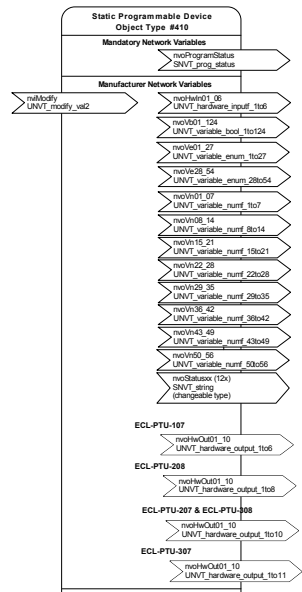 Static Programmable Device
Object Type #410
Mandatory Network Variables
nvoProgramStatus
SNVT_prog_status
Manufacturer Network Variables
nviModify
UNVT_modify_val2
nvoHwIn01_06
UNVT_hardware_inputf_1to6
nvoVb01_124
UNVT_variable_bool_1to124
nvoVe01_27
UNVT_variable_enum_1to27
nvoVe28_54
UNVT_variable_enum_28to54
nvoVn01_07
UNVT_variable_numf_1to7
nvoVn08_14
UNVT_variable_numf_8to14
nvoVn15_21
UNVT_variable_numf_15to21
nvoVn22_28
UNVT_variable_numf_22to28
nvoVn29_35
UNVT_variable_numf_29to35
nvoVn36_42
UNVT_variable_numf_36to42
nvoVn43_49
UNVT_variable_numf_43to49
nvoVn50_56
UNVT_variable_numf_50to56
nvoStatusxx (12x)
SNVT_string
(changeable type)
ECL-PTU-107
nvoHwOut01_10
UNVT_hardware_output_1to6
ECL-PTU-208
nvoHwOut01_10
UNVT_hardware_output_1to8
ECL-PTU-207 & ECL-PTU-308
nvoHwOut01_10
UNVT_hardware_output_1to10
ECL-PTU-307
nvoHwOut01_10
UNVT_hardware_output_1to11